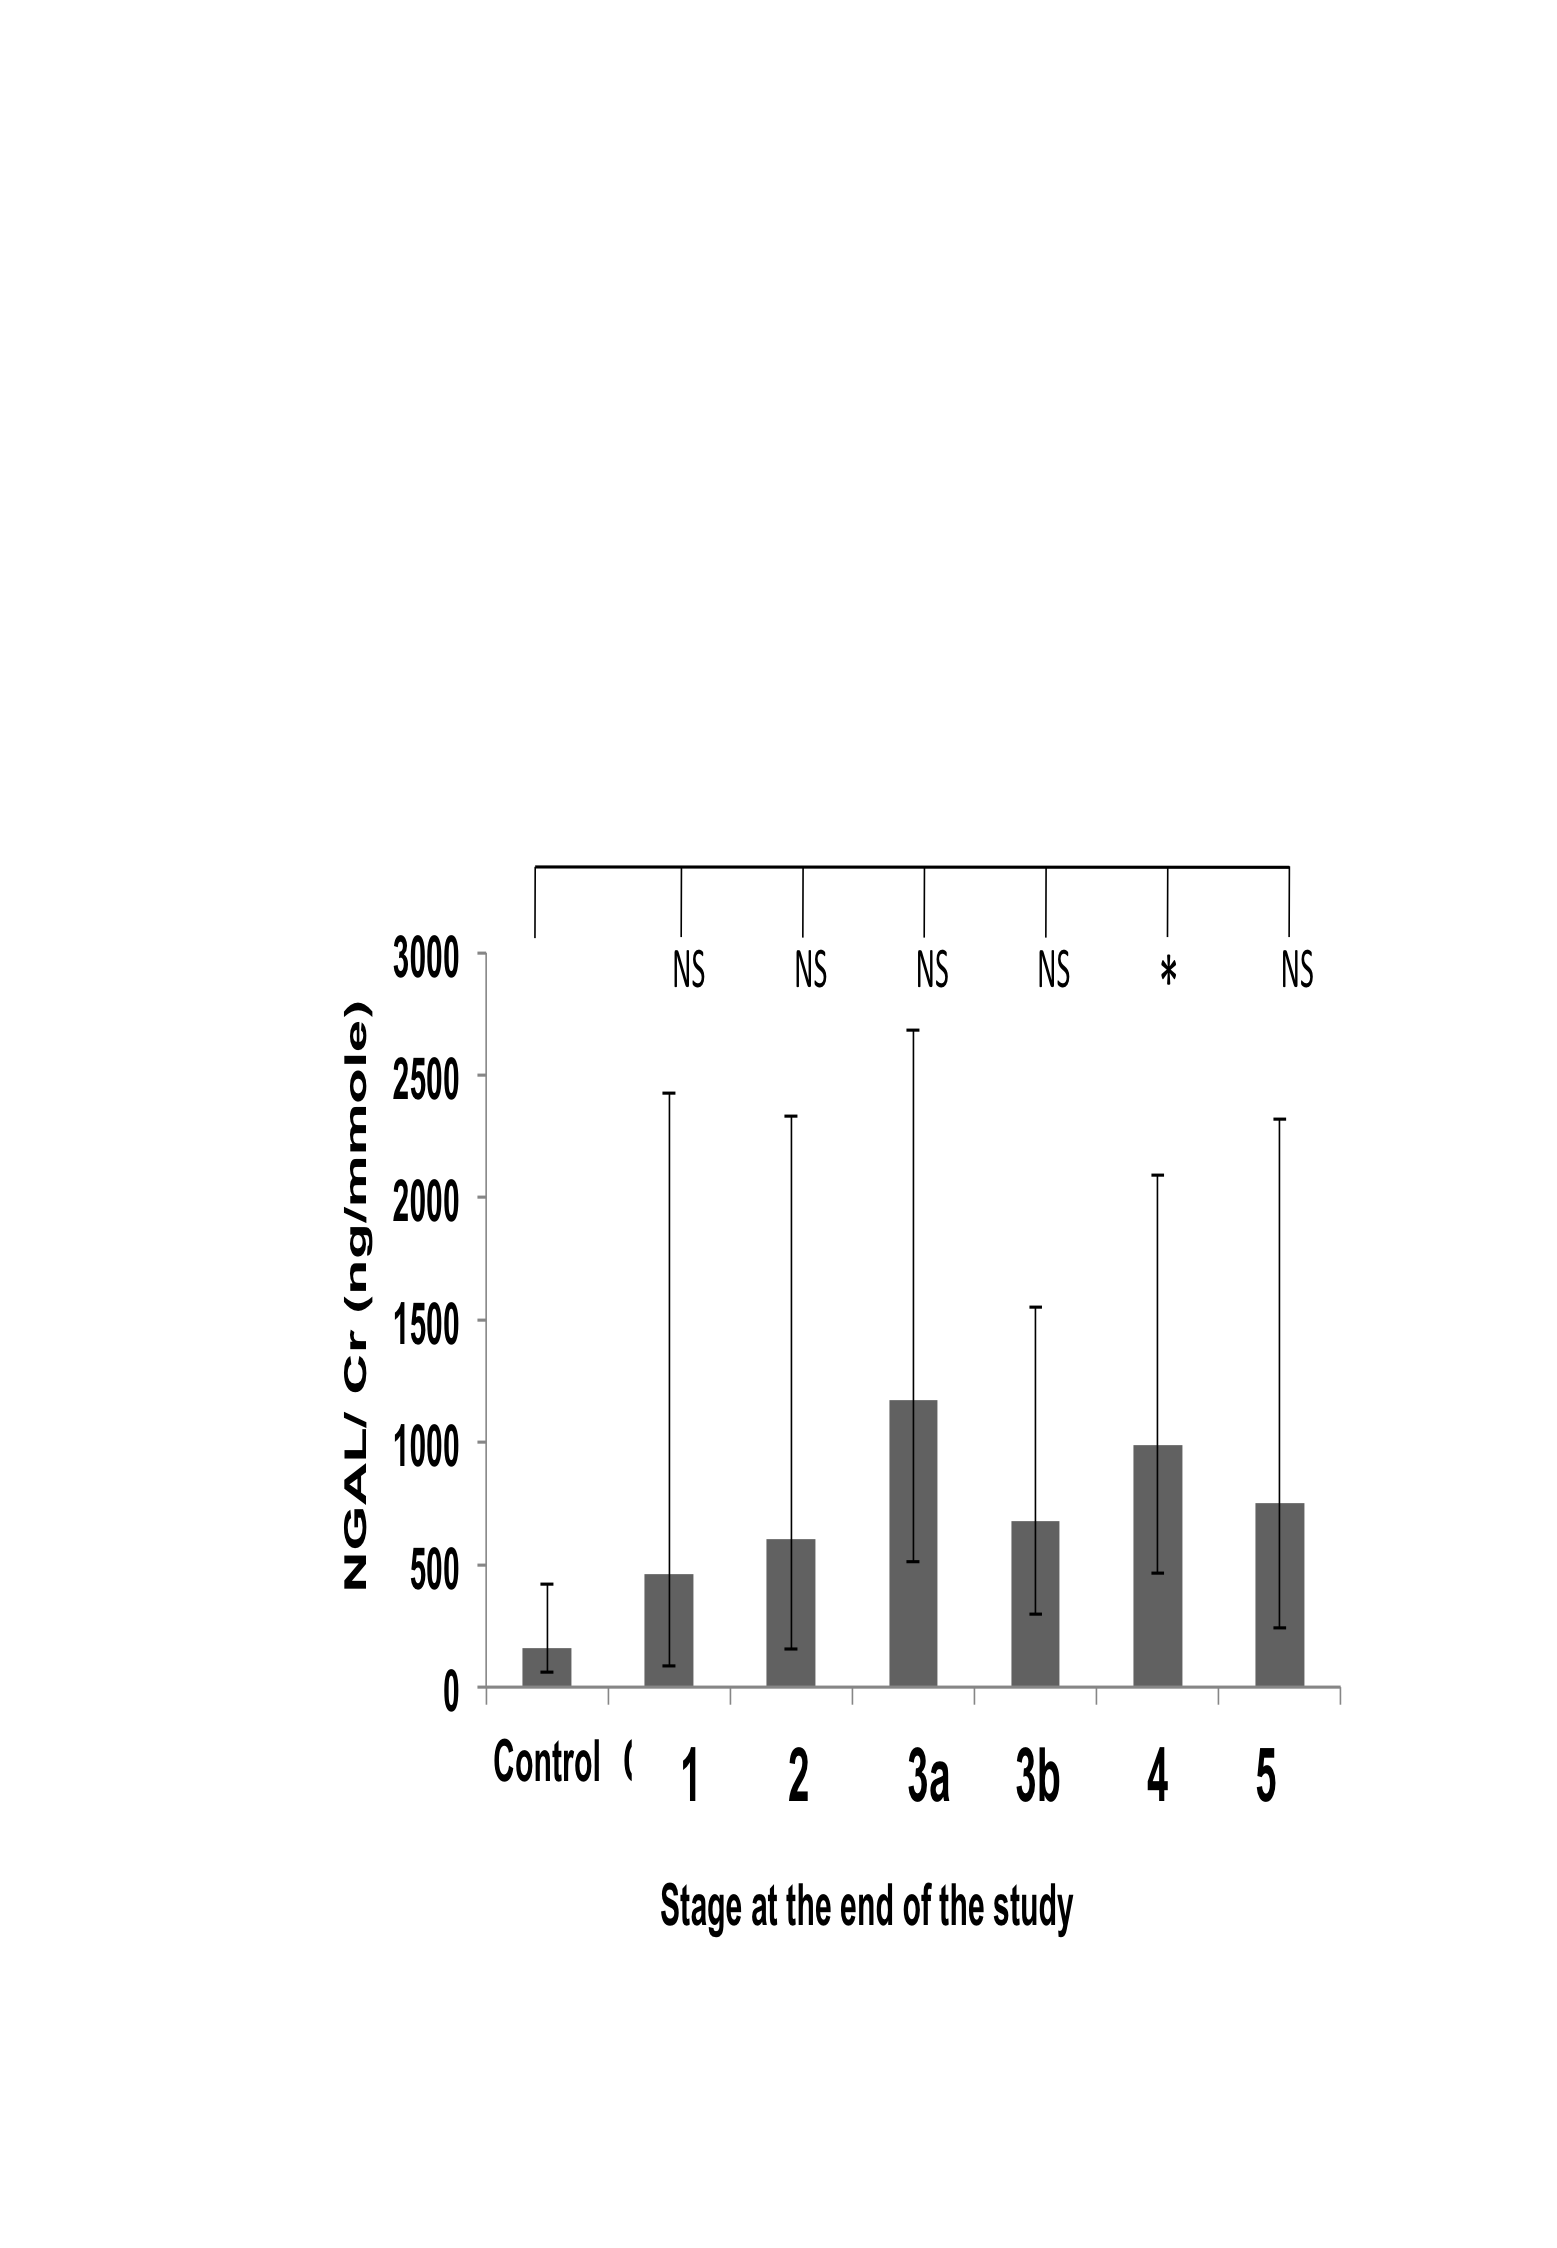 NS NS NS NS * NS
3000
2500
2000
1500
1000
500
0
NGAL/ Cr (ng/mmole)
Control 1 2 3a 3b 4 5
Stage at the end of the study